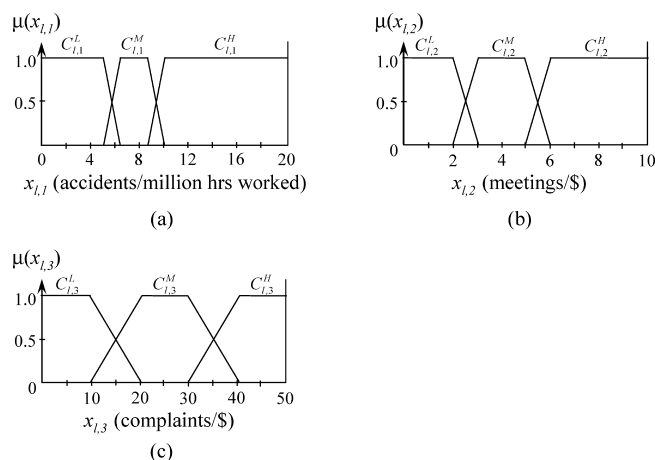 μ(x_{l,1})
C^L_{l,1} C^M_{l,1} C^H_{l,1}
1.0
0.5
0
0 4 8 12 16 20
x_{l,1} (accidents/million hrs worked)
(a)
μ(x_{l,2})
C^L_{l,2} C^M_{l,2} C^H_{l,2}
1.0
0.5
0
0 2 4 6 8 10
x_{l,2} (meetings/$)
(b)
μ(x_{l,3})
C^L_{l,3} C^M_{l,3} C^H_{l,3}
1.0
0.5
0
0 10 20 30 40 50
x_{l,3} (complaints/$)
(c)